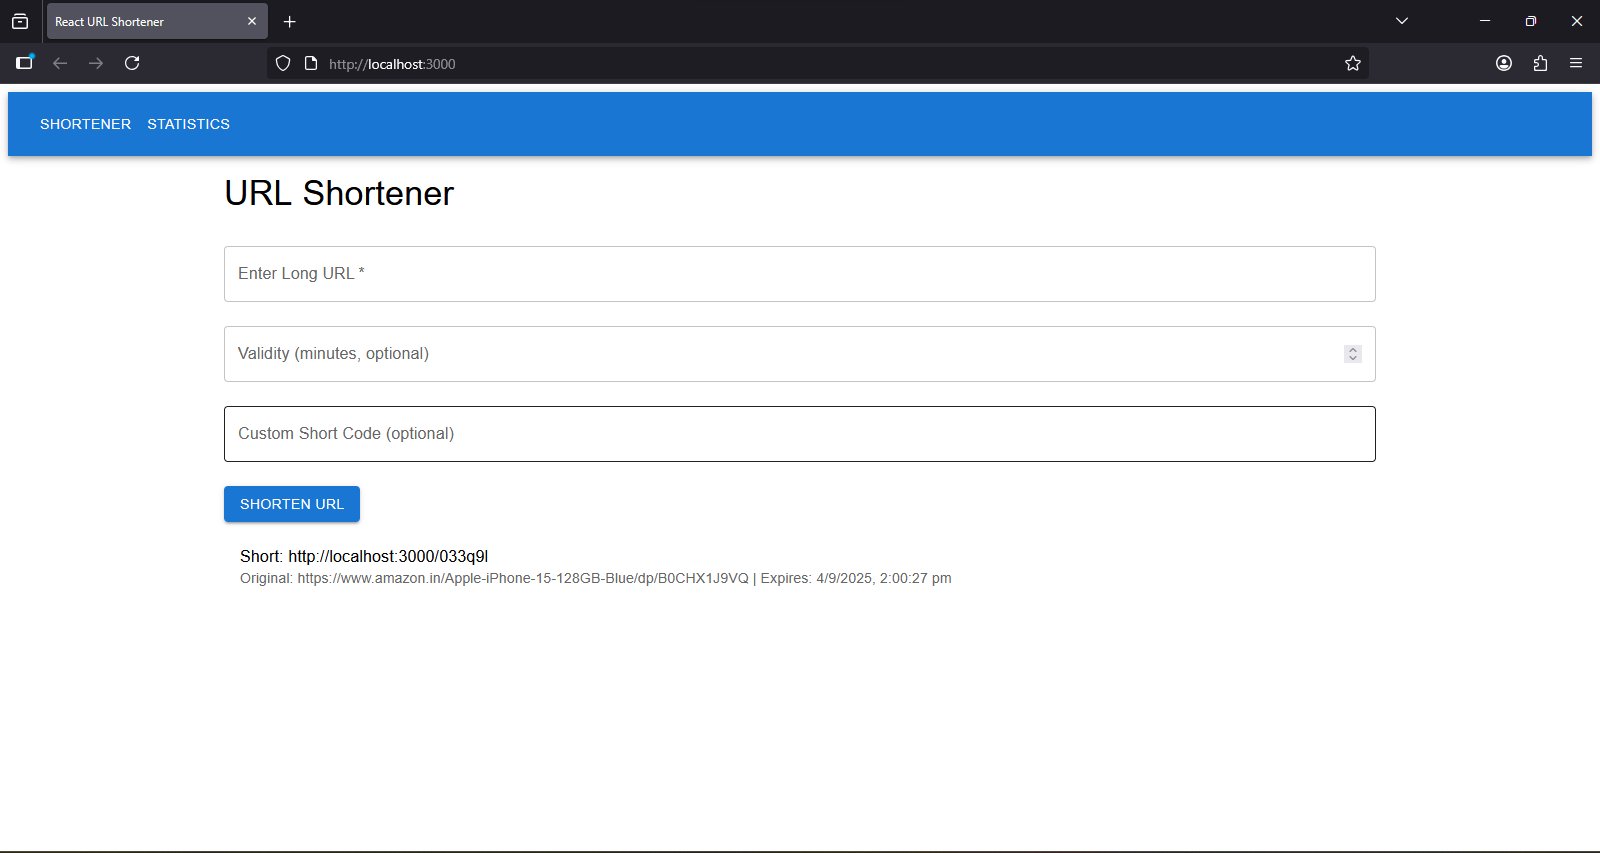 React URL Shortener
http://localhost:3000
SHORTENER STATISTICS
URL Shortener
Enter Long URL *
Validity (minutes, optional)
Custom Short Code (optional)
SHORTEN URL
Short: http://localhost:3000/033q9l
Original: https://www.amazon.in/Apple-iPhone-15-128GB-Blue/dp/B0CHX1J9VQ | Expires: 4/9/2025, 2:00:27 pm